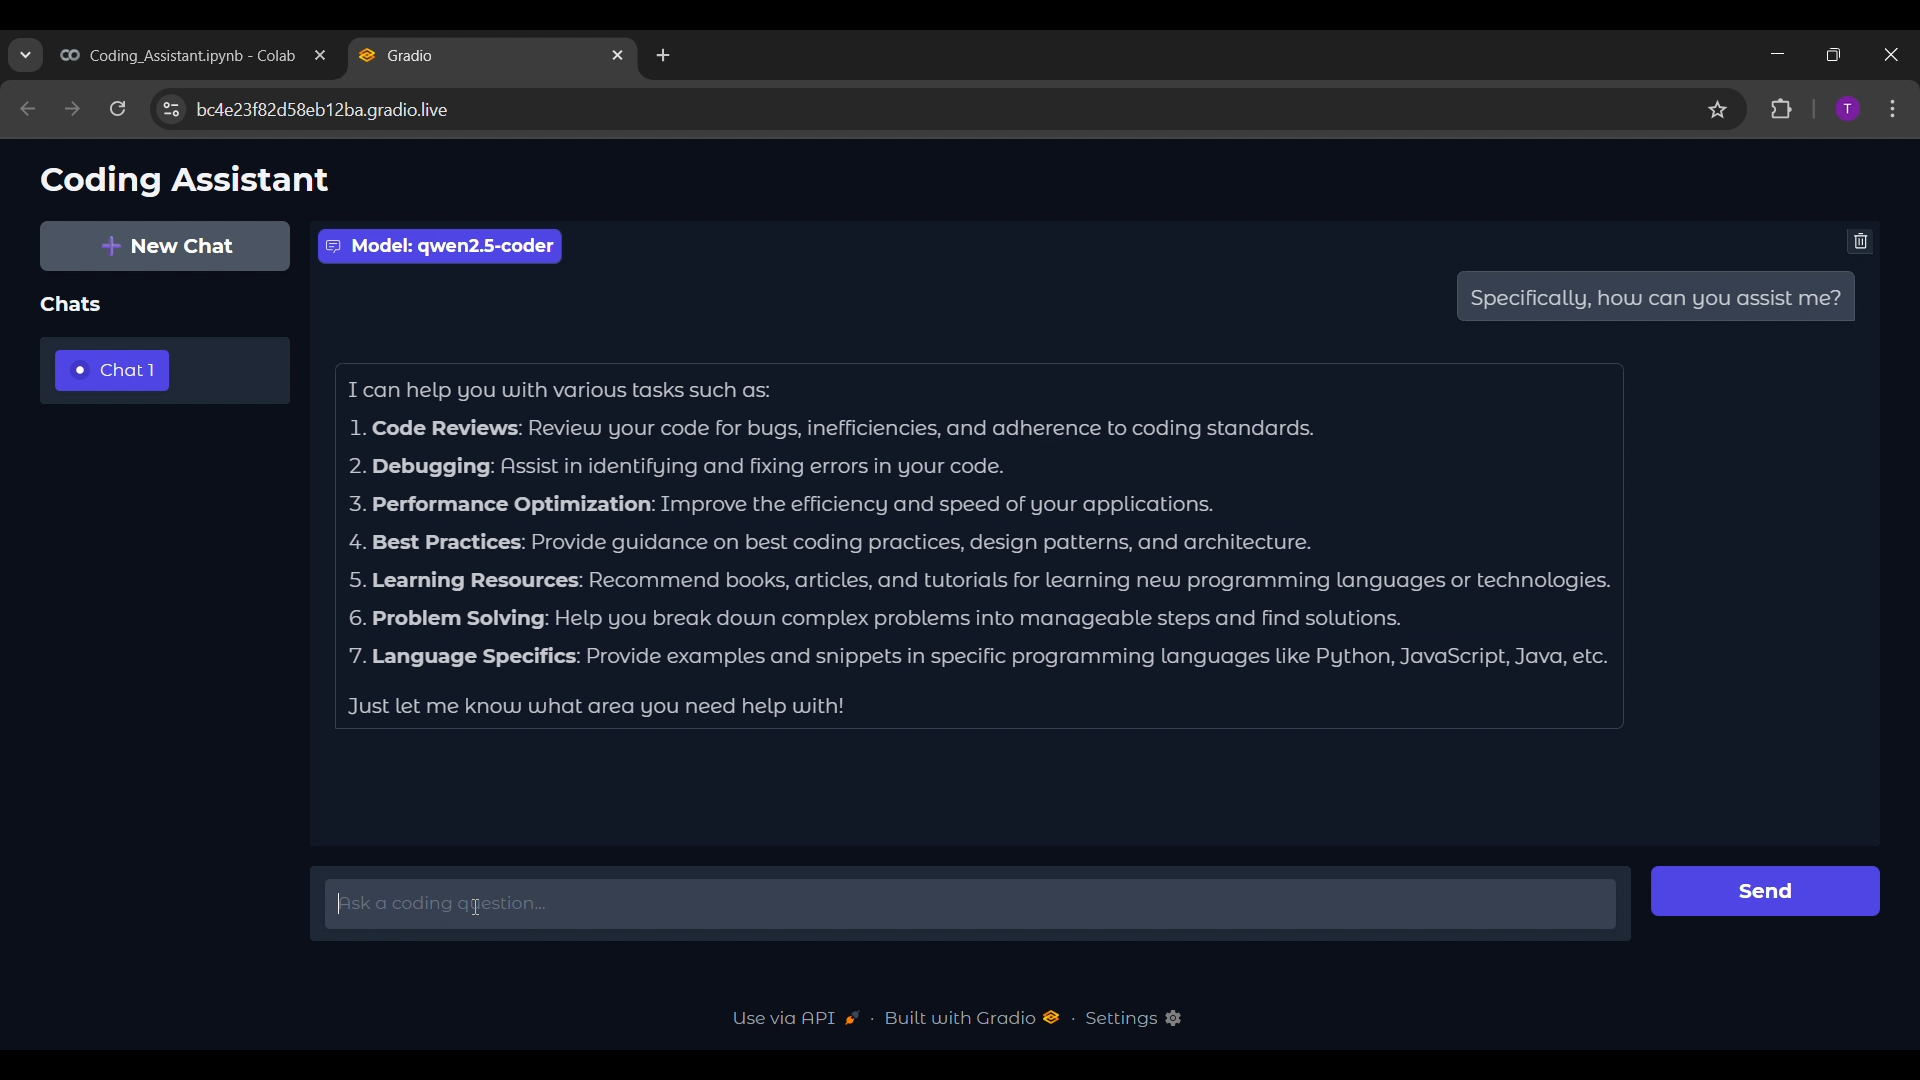 Coding_Assistant.ipynb - Colab
Gradio
bc4e23f82d58eb12ba.gradio.live
T
Coding Assistant
New Chat
Chats
Chat 1
Model: qwen2.5-coder
Specifically, how can you assist me?
I can help you with various tasks such as:
1. Code Reviews: Review your code for bugs, inefficiencies, and adherence to coding standards.
2. Debugging: Assist in identifying and fixing errors in your code.
3. Performance Optimization: Improve the efficiency and speed of your applications.
4. Best Practices: Provide guidance on best coding practices, design patterns, and architecture.
5. Learning Resources: Recommend books, articles, and tutorials for learning new programming languages or technologies.
6. Problem Solving: Help you break down complex problems into manageable steps and find solutions.
7. Language Specifics: Provide examples and snippets in specific programming languages like Python, JavaScript, Java, etc.
Just let me know what area you need help with!
Ask a coding question...
Send
Use via API · Built with Gradio · Settings